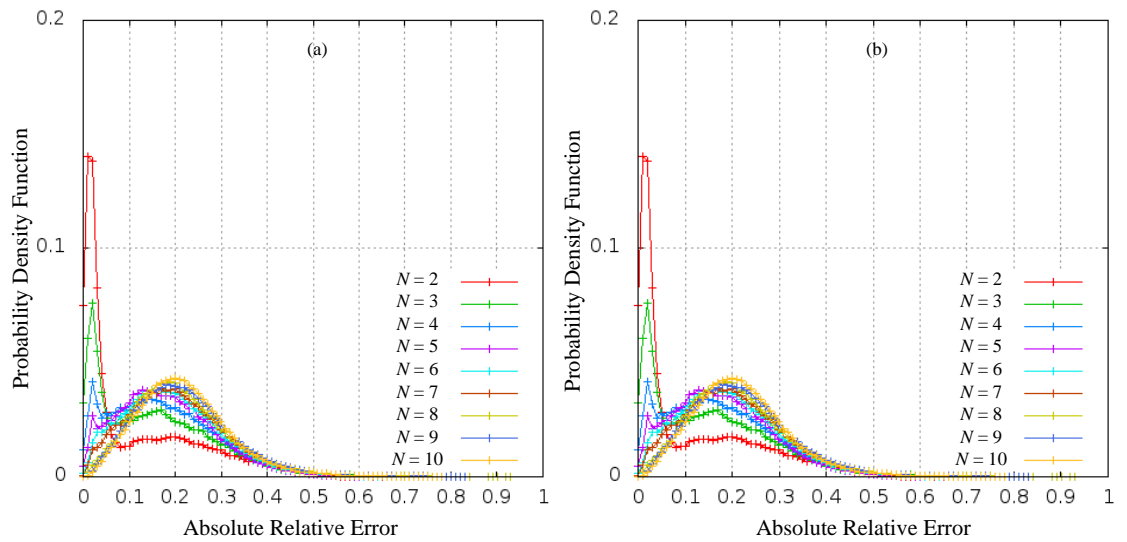 (a)
Probability Density Function
0.2
0.1
0
N = 2
N = 3
N = 4
N = 5
N = 6
N = 7
N = 8
N = 9
N = 10
0 0.1 0.2 0.3 0.4 0.5 0.6 0.7 0.8 0.9 1
Absolute Relative Error
(b)
Probability Density Function
0.2
0.1
0
N = 2
N = 3
N = 4
N = 5
N = 6
N = 7
N = 8
N = 9
N = 10
0 0.1 0.2 0.3 0.4 0.5 0.6 0.7 0.8 0.9 1
Absolute Relative Error